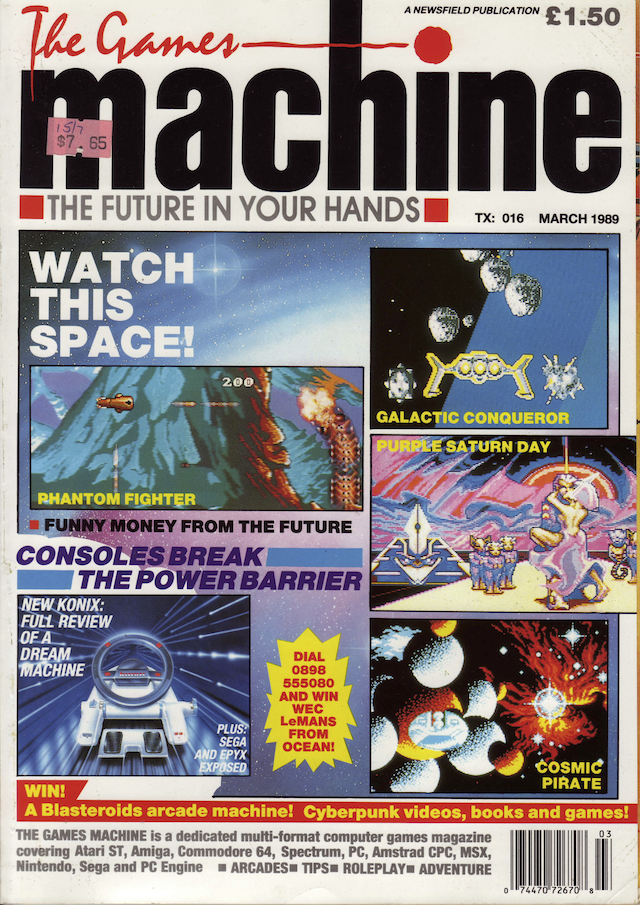 A NEWSFIELD PUBLICATION £1.50
The Games
machine
15/7
$7.65
THE FUTURE IN YOUR HANDS
TX: 016 MARCH 1989
WATCH
THIS
SPACE!
200
PHANTOM FIGHTER
GALACTIC CONQUEROR
PURPLE SATURN DAY
FUNNY MONEY FROM THE FUTURE
CONSOLES BREAK
THE POWER BARRIER
NEW KONIX:
FULL REVIEW
OF A
DREAM
MACHINE
PLUS:
SEGA
AND EPYX
EXPOSED
DIAL
0898
555080
AND WIN
WEC
LeMANS
FROM
OCEAN!
COSMIC
PIRATE
WIN!
A Blasteroids arcade machine! Cyberpunk videos, books and games!
THE GAMES MACHINE is a dedicated multi-format computer games magazine
covering Atari ST, Amiga, Commodore 64, Spectrum, PC, Amstrad CPC, MSX,
Nintendo, Sega and PC Engine ■ ARCADES ■ TIPS ■ ROLEPLAY ■ ADVENTURE
03
0 74470 72670 8